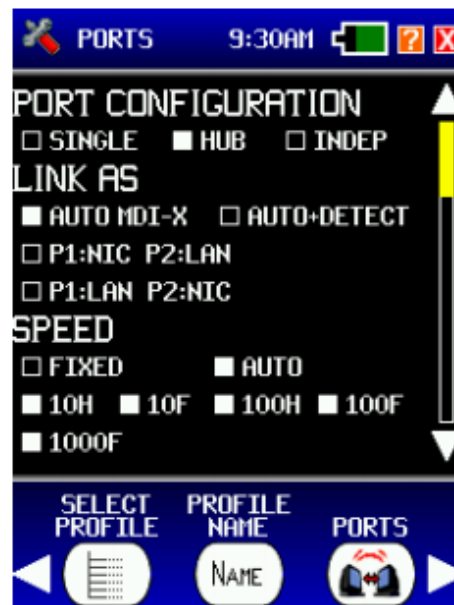 PORTS 9:30AM ? X
PORT CONFIGURATION
SINGLE HUB INDEP
LINK AS
AUTO MDI-X AUTO+DETECT
P1:NIC P2:LAN
P1:LAN P2:NIC
SPEED
FIXED AUTO
10H 10F 100H 100F
1000F
SELECT PROFILE PROFILE NAME PORTS
NAME